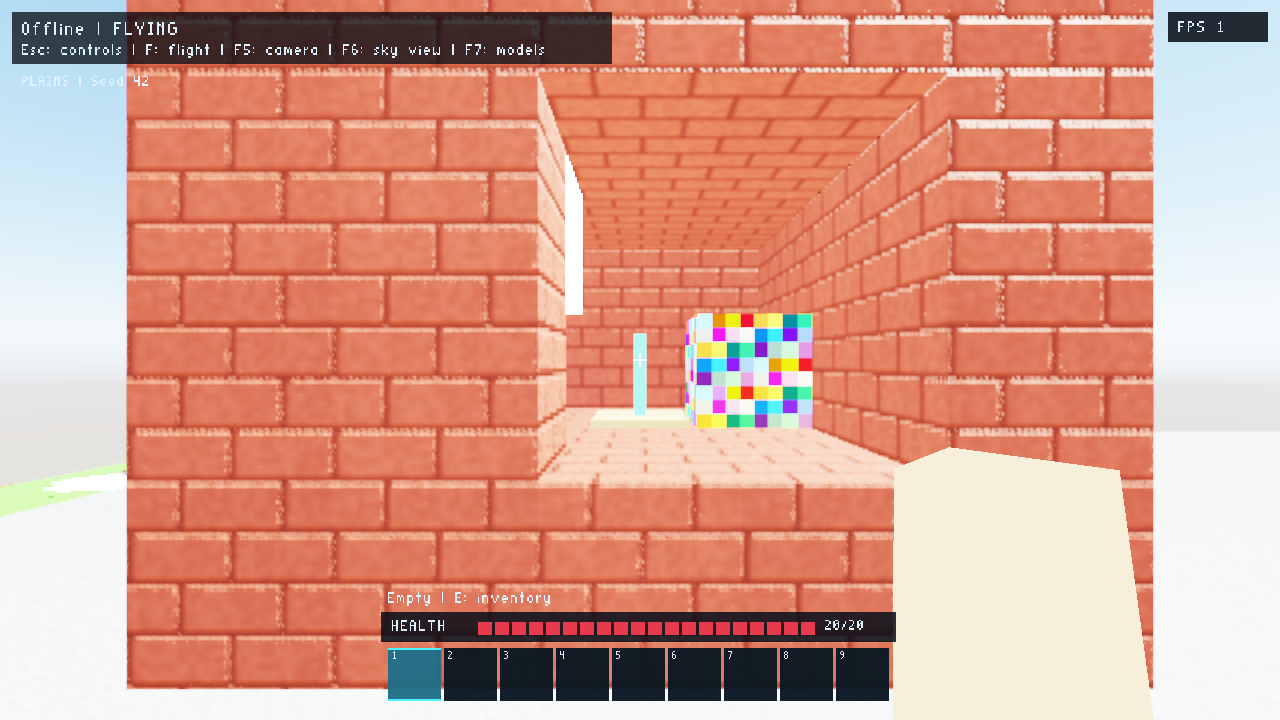 Offline | FLYING
FPS 1
Esc: controls | F: flight | F5: camera | F6: sky view | F7: models
PLAINS | Seed 42
Empty | E: inventory
HEALTH 20/20
1 2 3 4 5 6 7 8 9